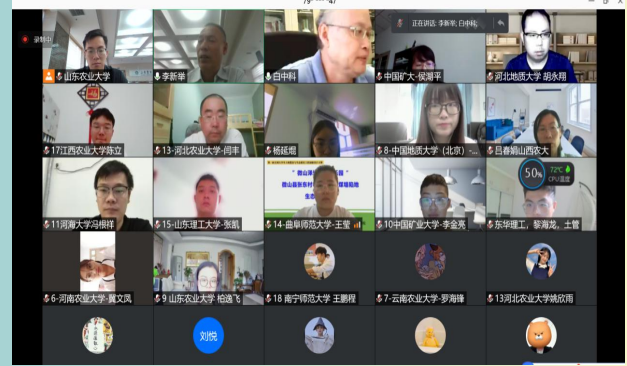 录制中
正在讲话: 李新举; 白中科;
山东农业大学
李新举
白中科
中国矿大-侯湖平
河北地质大学 胡永翔
17江西农业大学陈立
13-河北农业大学-闫丰
杨延焜
8-中国地质大学（北京）-...
吕春娟山西农大
50%
72℃
CPU温度
11河海大学冯根祥
15-山东理工大学-张凯
14-曲阜师范大学-王莹
10中国矿业大学-李金亮
东华理工，黎海龙，土管
6-河南农业大学-冀文凤
9 山东农业大学 柏逸飞
18 南宁师范大学 王鹏程
7-云南农业大学-罗海锋
13河北农业大学姚欣雨
刘悦